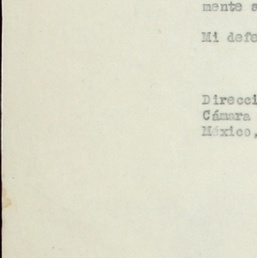 mente a
Mi defe
Direcci
Cámara
México,